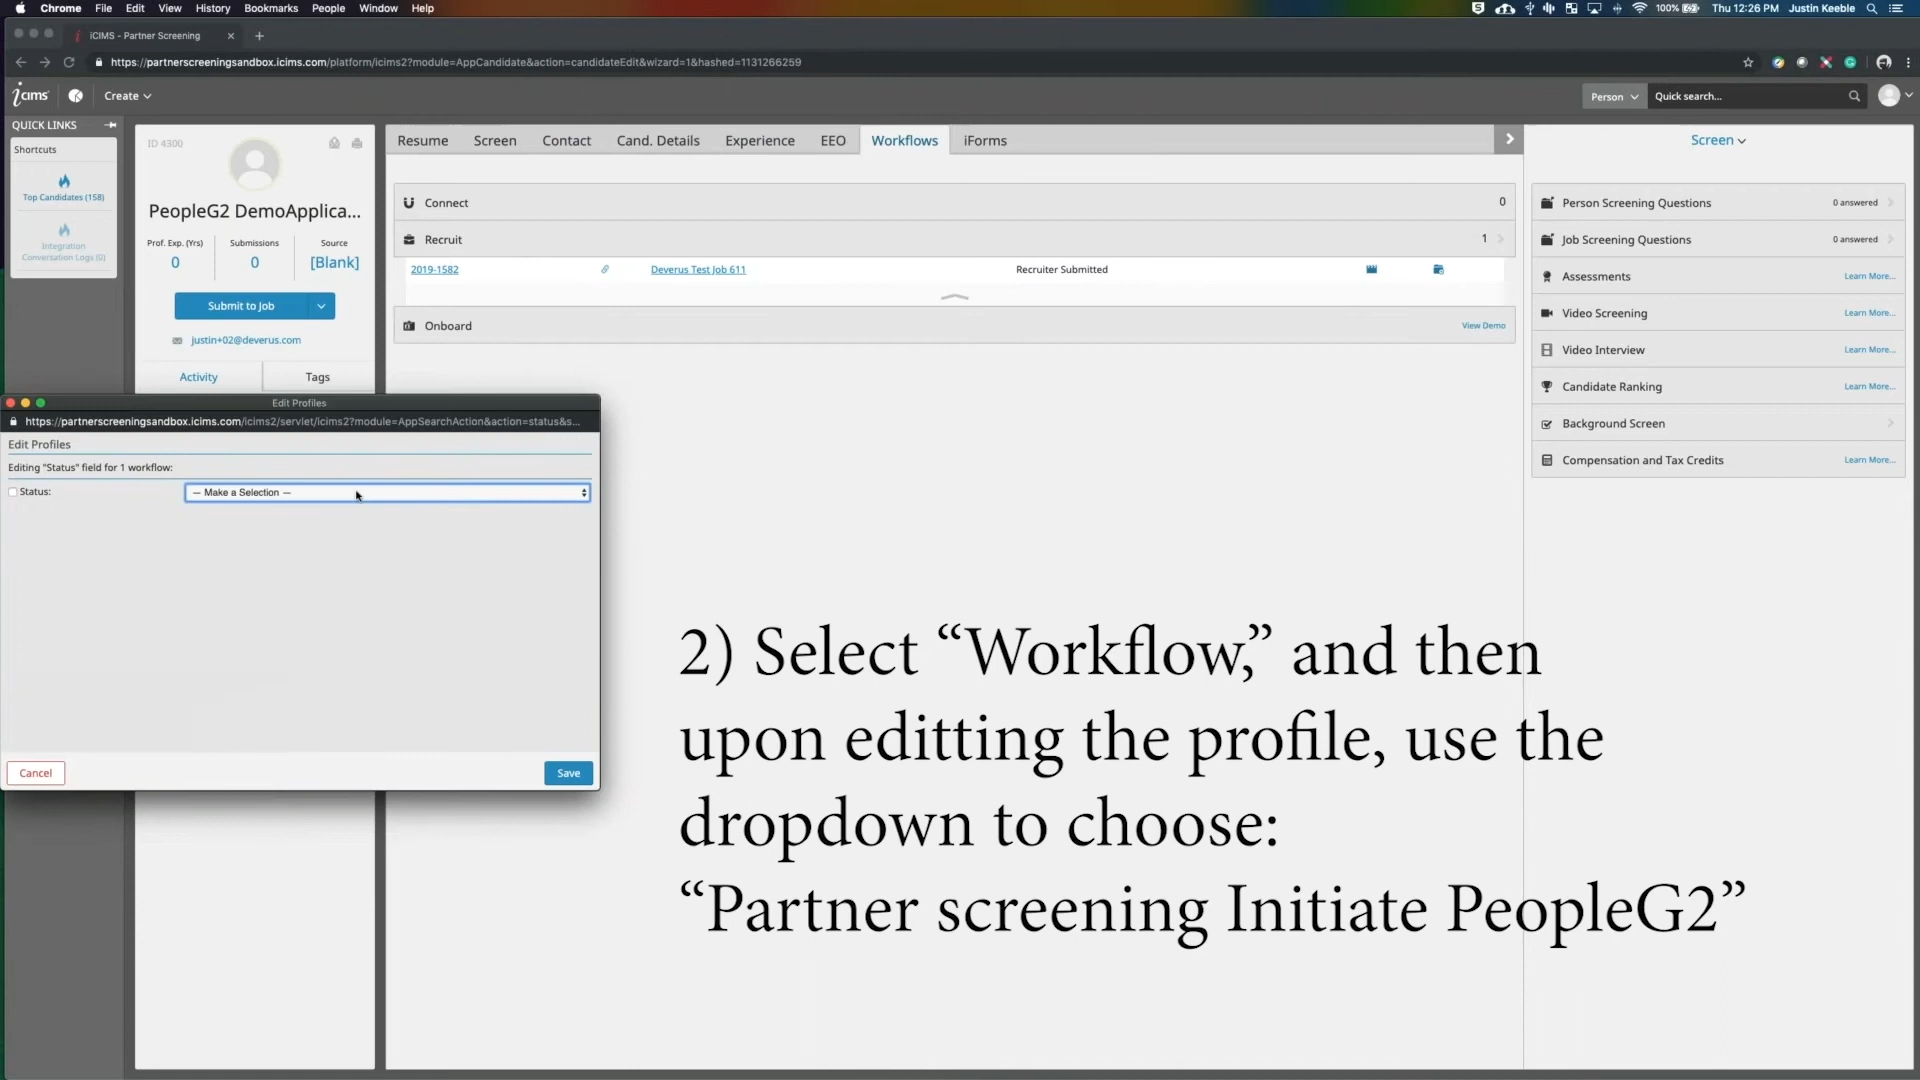 Chrome File Edit View History Bookmarks People Window Help
100% Thu 12:26 PM Justin Keeble
iCIMS - Partner Screening
https://partnerscreeningsandbox.icims.com/platform/icims2?module=AppCandidate&action=candidateEdit&wizard=1&hashed=1131266259
icims Create Person Quick search...
QUICK LINKS
Shortcuts
Top Candidates (158)
Integration
Conversation Logs (0)
ID 4300
PeopleG2 DemoApplica...
Prof. Exp. (Yrs) Submissions Source
0 0 [Blank]
Submit to Job
justin+02@deverus.com
Activity Tags
Resume Screen Contact Cand. Details Experience EEO Workflows iForms
Connect 0
Recruit 1
2019-1582 Deverus Test Job 611 Recruiter Submitted
Onboard View Demo
Screen
Person Screening Questions 0 answered
Job Screening Questions 0 answered
Assessments Learn More...
Video Screening Learn More...
Video Interview Learn More...
Candidate Ranking Learn More...
Background Screen
Compensation and Tax Credits Learn More...
Edit Profiles
https://partnerscreeningsandbox.icims.com/icims2/servlet/icims2?module=AppSearchAction&action=status&s...
Edit Profiles
Editing "Status" field for 1 workflow:
Status: — Make a Selection —
Cancel Save
2) Select “Workflow,” and then
upon editting the profile, use the
dropdown to choose:
“Partner screening Initiate PeopleG2”